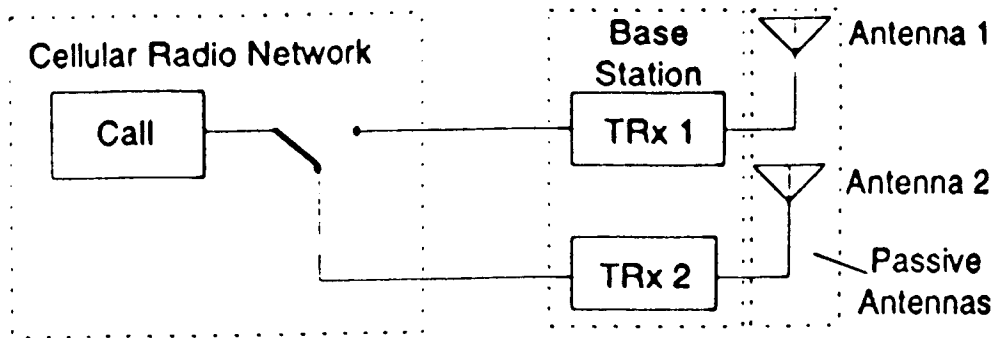 Cellular Radio Network
Call
Base
Station
TRx 1
TRx 2
Antenna 1
Antenna 2
Passive
Antennas